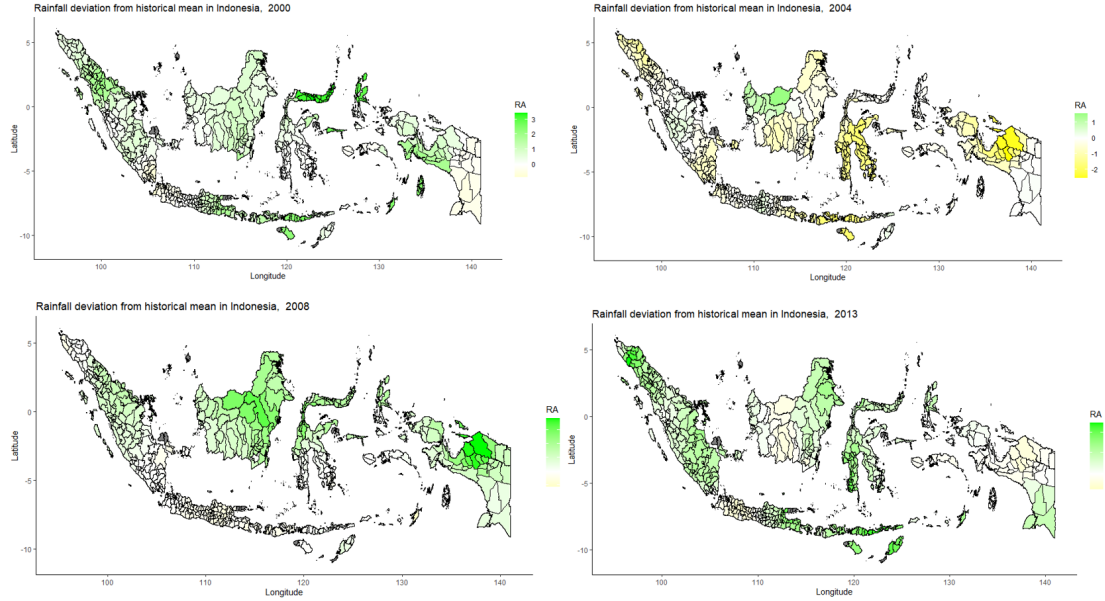 Rainfall deviation from historical mean in Indonesia,  2000
5
0
-5
-10
Latitude
100
110
120
130
140
Longitude
RA
3
2
1
0
Rainfall deviation from historical mean in Indonesia,  2004
5
0
-5
-10
Latitude
100
110
120
130
140
Longitude
RA
1
0
-1
-2
Rainfall deviation from historical mean in Indonesia,  2008
5
0
-5
-10
Latitude
100
110
120
130
140
Longitude
RA
Rainfall deviation from historical mean in Indonesia,  2013
5
0
-5
-10
Latitude
100
110
120
130
140
Longitude
RA